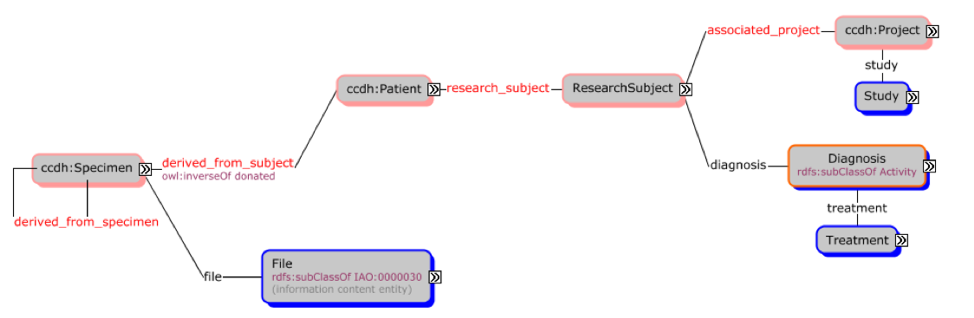 associated_project
ccdh:Project
study
Study
ccdh:Patient
research_subject
ResearchSubject
ccdh:Specimen
derived_from_subject
owl:inverseOf donated
derived_from_specimen
diagnosis
Diagnosis
rdfs:subClassOf Activity
treatment
Treatment
file
File
rdfs:subClassOf IAO:0000030
(information content entity)